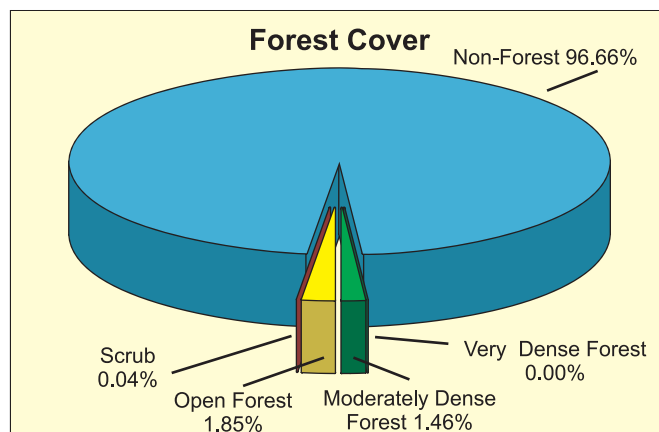 Forest Cover
Non-Forest 96.66%
Scrub
0.04%
Open Forest
1.85%
Moderately Dense
Forest 1.46%
Very Dense Forest
0.00%